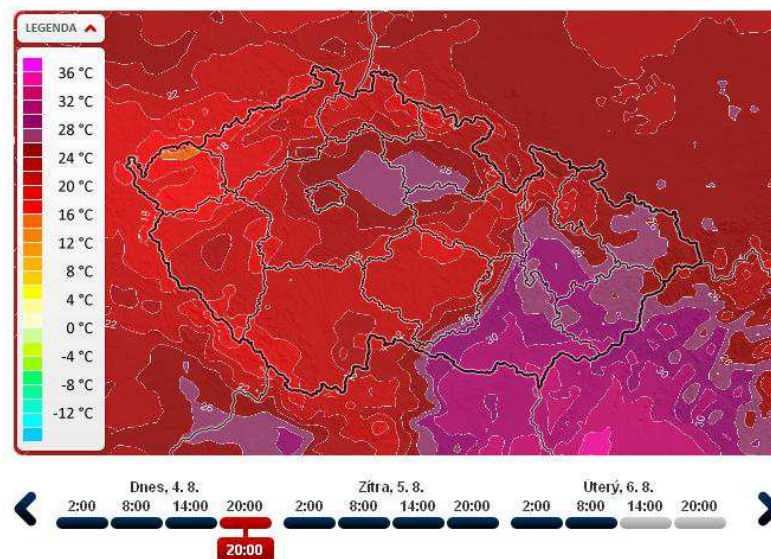 LEGENDA
36 °C
32 °C
28 °C
24 °C
20 °C
16 °C
12 °C
8 °C
4 °C
0 °C
-4 °C
-8 °C
-12 °C
Dnes, 4. 8. Zítra, 5. 8. Úterý, 6. 8.
2:00 8:00 14:00 20:00 2:00 8:00 14:00 20:00 2:00 8:00 14:00 20:00
20:00